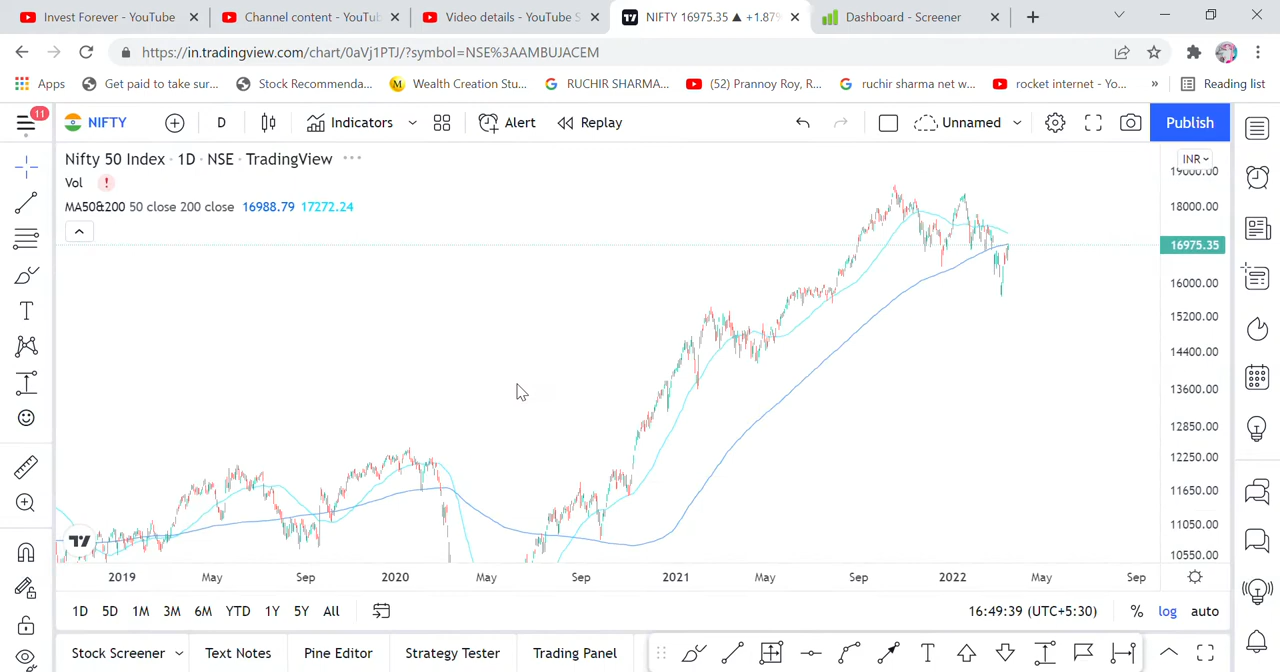 Invest Forever - YouTube
Channel content - YouTu
Video details - YouTube S
NIFTY 16975.35 ▲ +1.87%
Dashboard - Screener
https://in.tradingview.com/chart/0aVj1PTJ/?symbol=NSE%3AAMBUJACEM
Apps
Get paid to take sur...
Stock Recommenda...
Wealth Creation Stu...
RUCHIR SHARMA...
(52) Prannoy Roy, R...
ruchir sharma net w...
rocket internet - Yo...
»
Reading list
11
NIFTY
D
Indicators
Alert
Replay
Unnamed
Publish
Nifty 50 Index · 1D · NSE · TradingView
Vol
MA50&200 50 close 200 close 16988.79 17272.24
INR
19000.00
18000.00
16975.35
16000.00
15200.00
14400.00
13600.00
12850.00
12250.00
11650.00
11050.00
10550.00
2019 May Sep 2020 May Sep 2021 May Sep 2022 May Sep
1D 5D 1M 3M 6M YTD 1Y 5Y All
16:49:39 (UTC+5:30) % log auto
Stock Screener
Text Notes
Pine Editor
Strategy Tester
Trading Panel